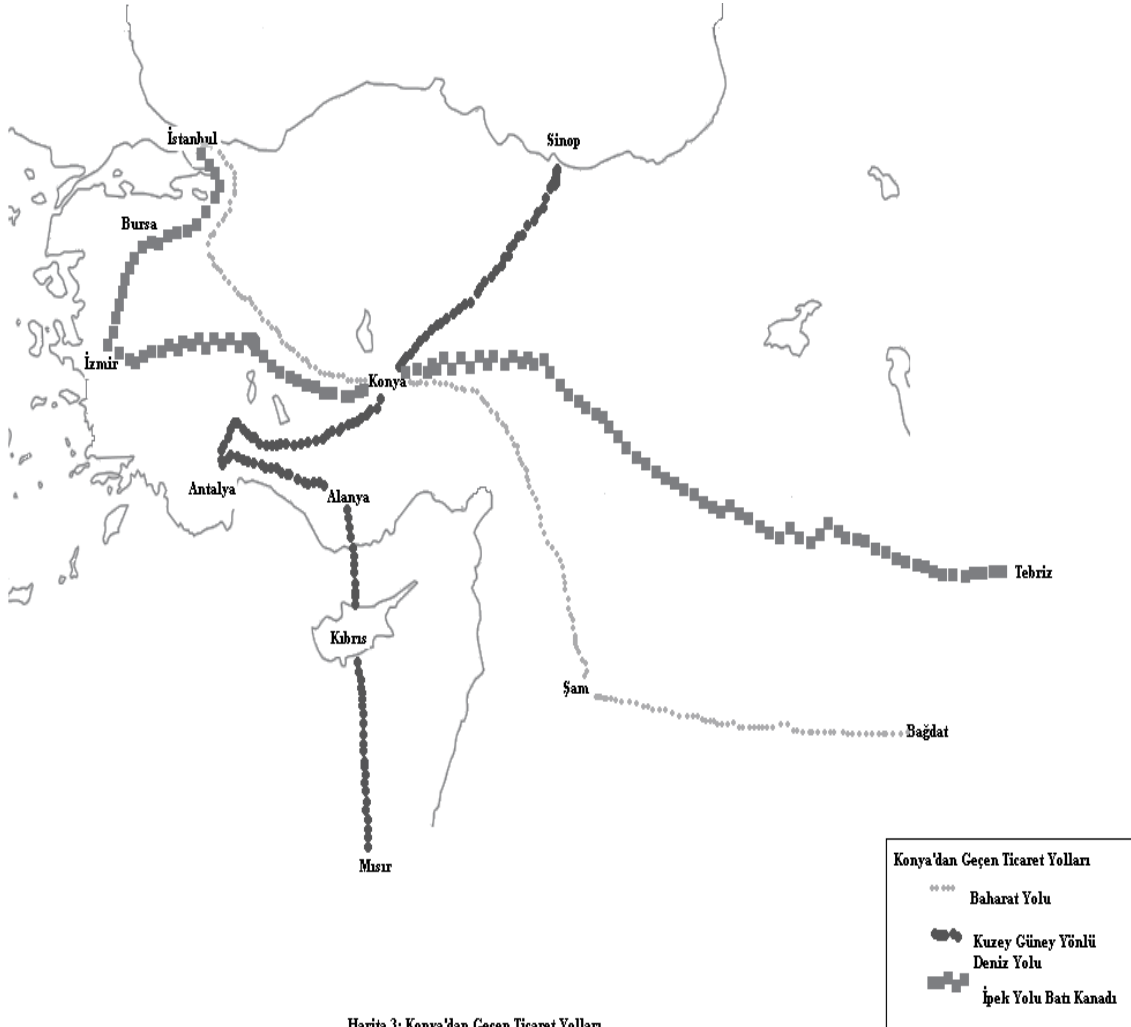 İstanbul
Sinop
Bursa
İzmir
Konya
Antalya
Alanya
Tebriz
Kıbrıs
Şam
Bağdat
Mısır
Konya'dan Geçen Ticaret Yolları
Baharat Yolu
Kuzey Güney Yönlü
Deniz Yolu
İpek Yolu Batı Kanadı
Harita 3: Konya'dan Geçen Ticaret Yolları